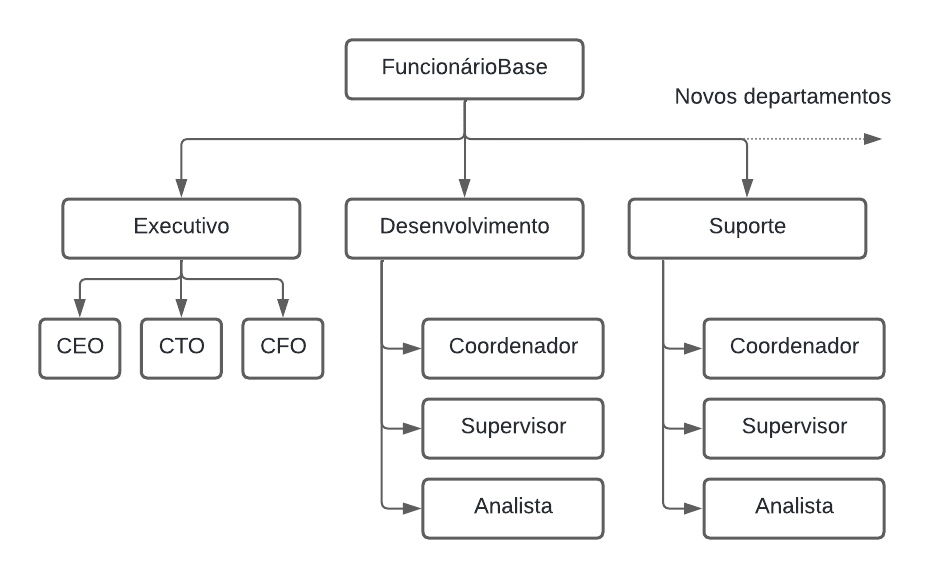 FuncionárioBase
Novos departamentos
Executivo
Desenvolvimento
Suporte
CEO
CTO
CFO
Coordenador
Coordenador
Supervisor
Supervisor
Analista
Analista